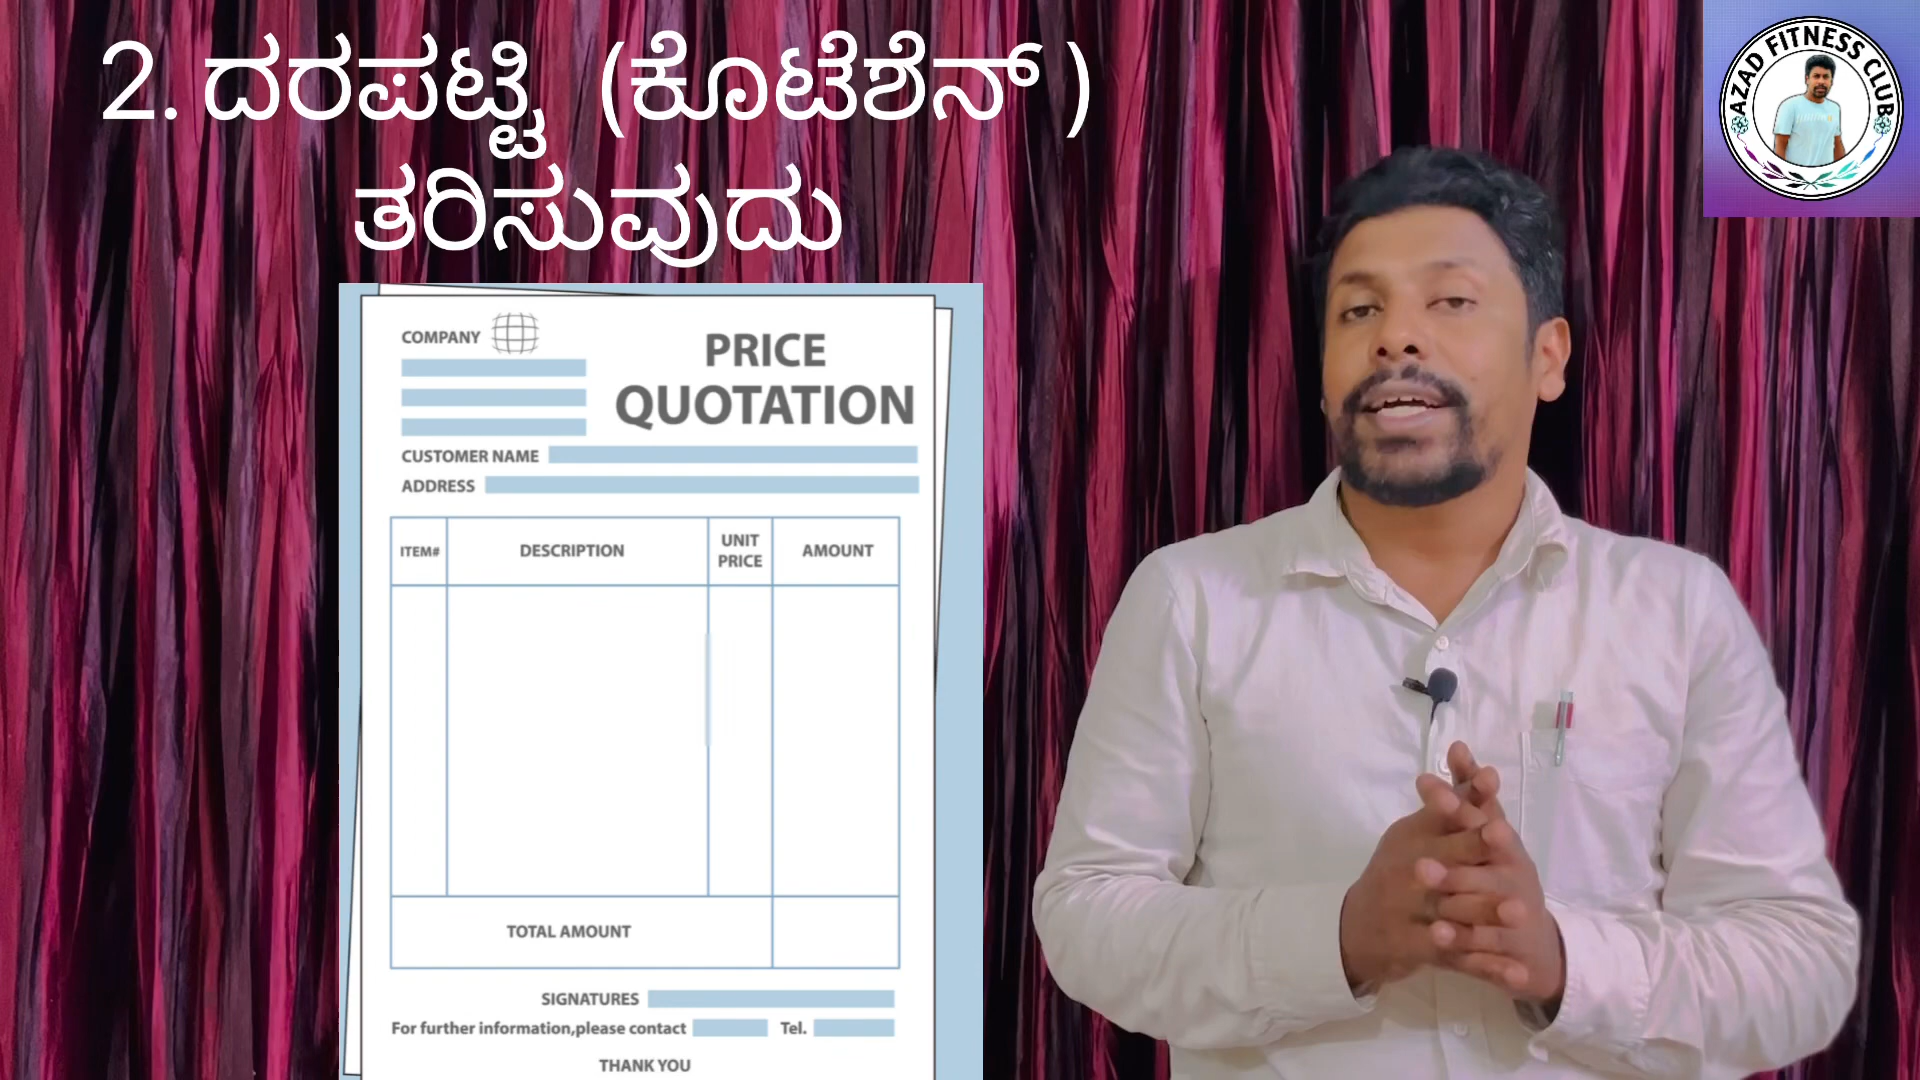 2. ದರಪಟ್ಟಿ (ಕೊಟೆಶೆನ್ )
ತರಿಸುವುದು
AZAD FITNESS CLUB
COMPANY
PRICE
QUOTATION
CUSTOMER NAME
ADDRESS
ITEM# DESCRIPTION UNIT PRICE AMOUNT
TOTAL AMOUNT
SIGNATURES
For further information,please contact Tel.
THANK YOU